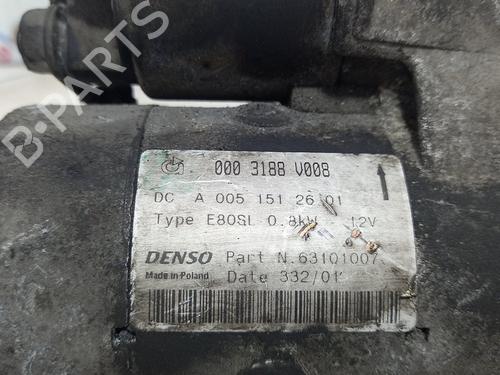 B-PARTS
000 3188 V008
DC A 005 151 26 01
Type E80SL 0.8kW 12V
DENSO Part N. 63101007
Made in Poland Date 332/01